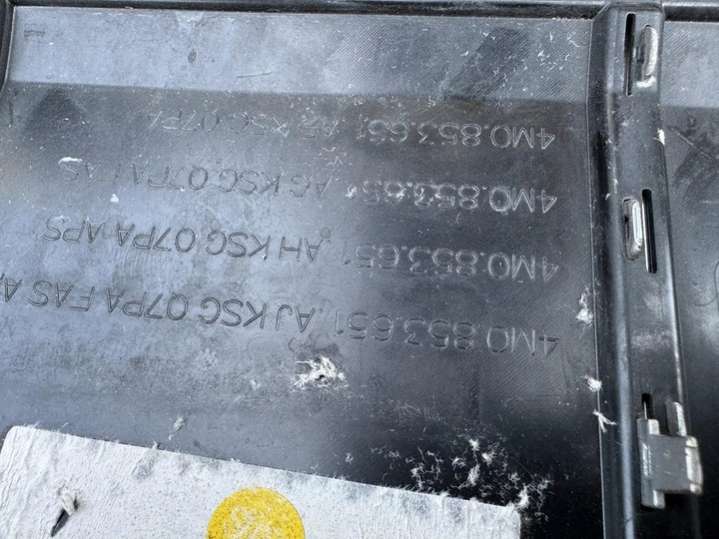 4M0.853.651. AJ KSG 07PA FAS A
4M0.853.651. AH KSG 07PA APS
4M0.853.651. AG KSG 07PA FAS
4M0.853.651. KSG 07PA